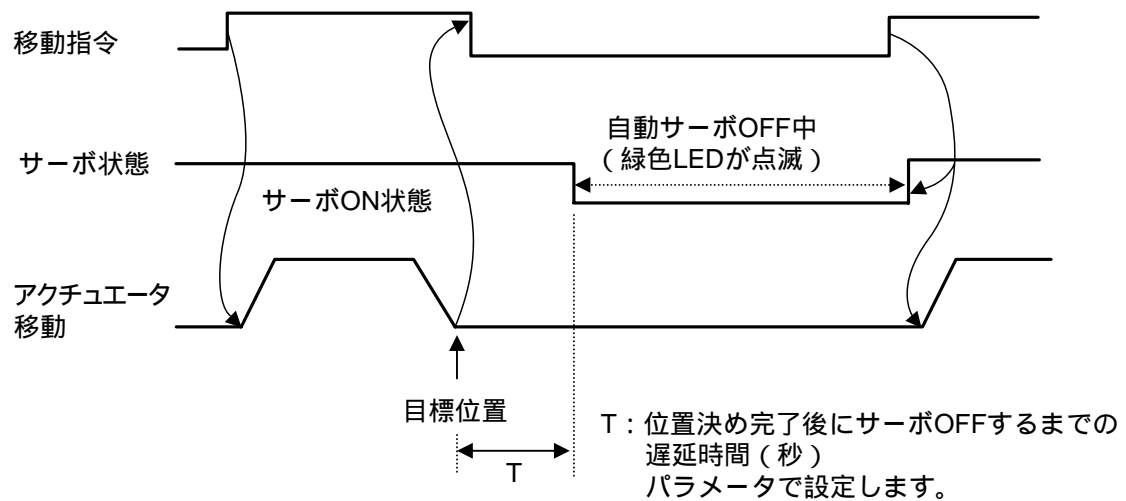 移動指令
自動サーボOFF中
（緑色LEDが点滅）
サーボ状態
サーボON状態
アクチュエータ
移動
目標位置
T
T：位置決め完了後にサーボOFFするまでの
遅延時間（秒）
パラメータで設定します。